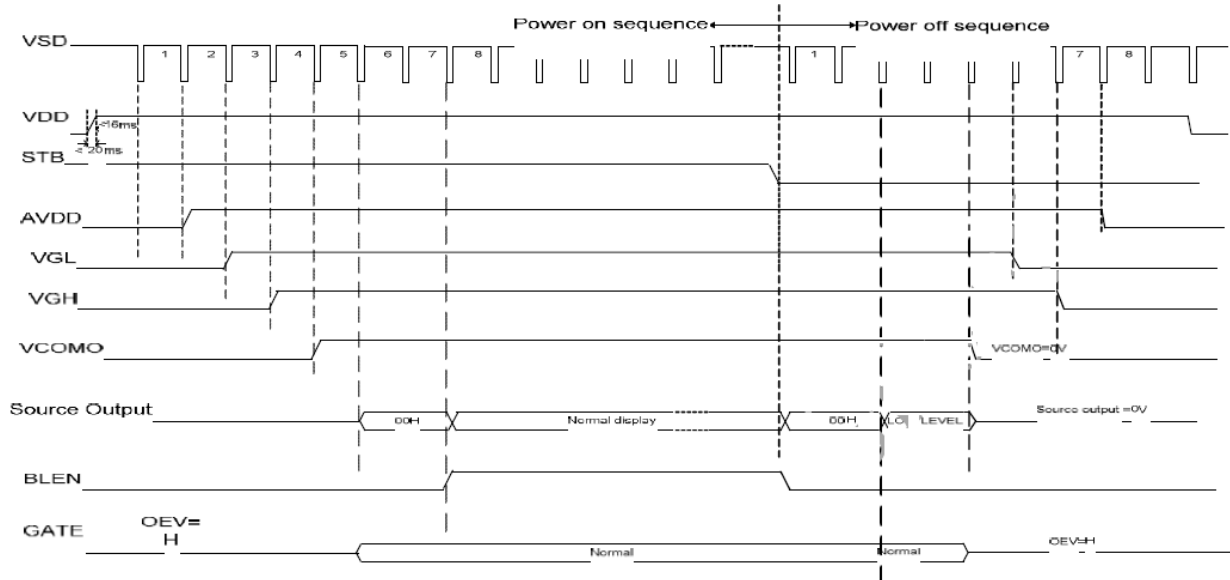 Power on sequence
Power off sequence
VSD
1 2 3 4 5 6 7 8 1 7 8
VDD
<16ms
< 20ms
STB
AVDD
VGL
VGH
VCOMO
VCOMO=0V
Source Output
00H
Normal display
00H
LO LEVEL
Source output =0V
BLEN
GATE
OEV=
H
Normal
Normal
OEV=H